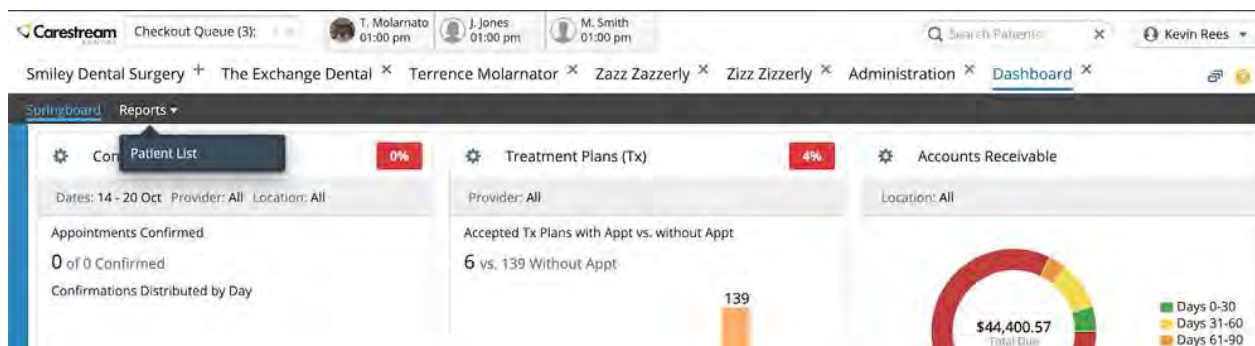 Carestream
DENTAL
Checkout Queue (3):
T. Molarnato
01:00 pm
J. Jones
01:00 pm
M. Smith
01:00 pm
Search Patients
Kevin Rees
Smiley Dental Surgery + The Exchange Dental × Terrence Molarnator × Zazz Zazzerly × Zizz Zizzerly × Administration × Dashboard ×
Springboard Reports
Patient List
Con
0%
Treatment Plans (Tx)
4%
Accounts Receivable
Dates: 14 - 20 Oct Provider: All Location: All
Provider: All
Location: All
Appointments Confirmed
0 of 0 Confirmed
Confirmations Distributed by Day
Accepted Tx Plans with Appt vs. without Appt
6 vs. 139 Without Appt
139
$44,400.57
Total Due
Days 0-30
Days 31-60
Days 61-90